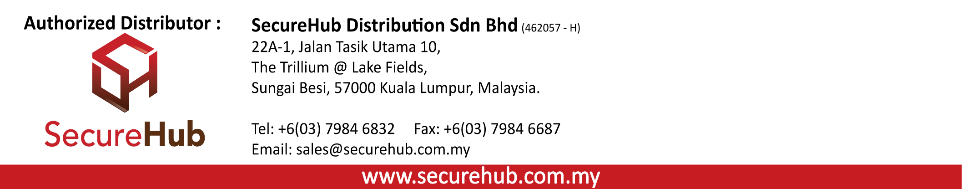 Authorized Distributor :
SecureHub
SecureHub Distribution Sdn Bhd (462057 - H)
22A-1, Jalan Tasik Utama 10,
The Trillium @ Lake Fields,
Sungai Besi, 57000 Kuala Lumpur, Malaysia.
Tel: +6(03) 7984 6832 Fax: +6(03) 7984 6687
Email: sales@securehub.com.my
www.securehub.com.my